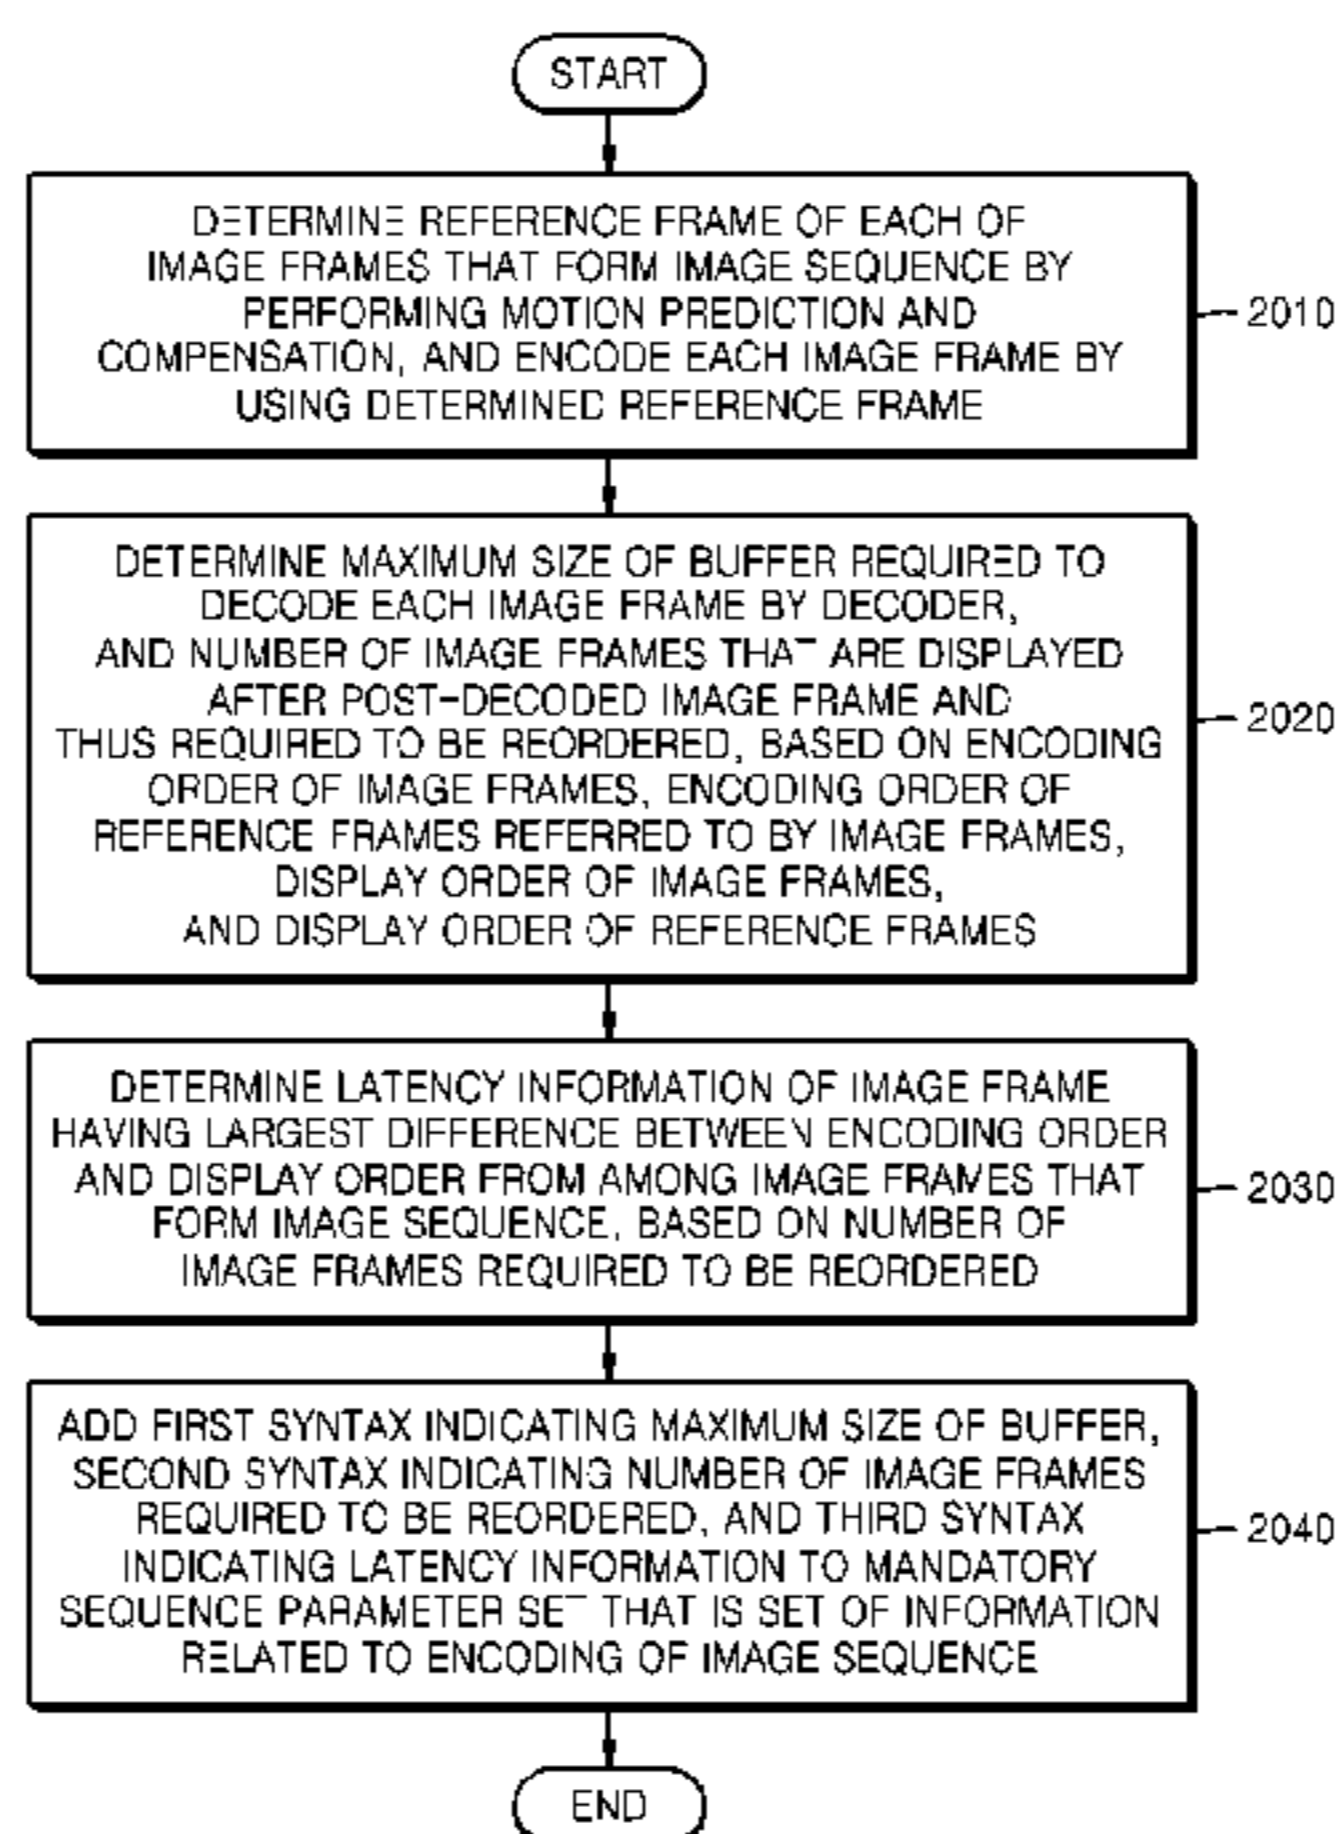 START
DETERMINE REFERENCE FRAME OF EACH OF
IMAGE FRAMES THAT FORM IMAGE SEQUENCE BY
PERFORMING MOTION PREDICTION AND
COMPENSATION, AND ENCODE EACH IMAGE FRAME BY
USING DETERMINED REFERENCE FRAME
2010
DETERMINE MAXIMUM SIZE OF BUFFER REQUIRED TO
DECODE EACH IMAGE FRAME BY DECODER,
AND NUMBER OF IMAGE FRAMES THAT ARE DISPLAYED
AFTER POST-DECODED IMAGE FRAME AND
THUS REQUIRED TO BE REORDERED, BASED ON ENCODING
ORDER OF IMAGE FRAMES, ENCODING ORDER OF
REFERENCE FRAMES REFERRED TO BY IMAGE FRAMES,
DISPLAY ORDER OF IMAGE FRAMES,
AND DISPLAY ORDER OF REFERENCE FRAMES
2020
DETERMINE LATENCY INFORMATION OF IMAGE FRAME
HAVING LARGEST DIFFERENCE BETWEEN ENCODING ORDER
AND DISPLAY ORDER FROM AMONG IMAGE FRAMES THAT
FORM IMAGE SEQUENCE, BASED ON NUMBER OF
IMAGE FRAMES REQUIRED TO BE REORDERED
2030
ADD FIRST SYNTAX INDICATING MAXIMUM SIZE OF BUFFER,
SECOND SYNTAX INDICATING NUMBER OF IMAGE FRAMES
REQUIRED TO BE REORDERED, AND THIRD SYNTAX
INDICATING LATENCY INFORMATION TO MANDATORY
SEQUENCE PARAMETER SET THAT IS SET OF INFORMATION
RELATED TO ENCODING OF IMAGE SEQUENCE
2040
END